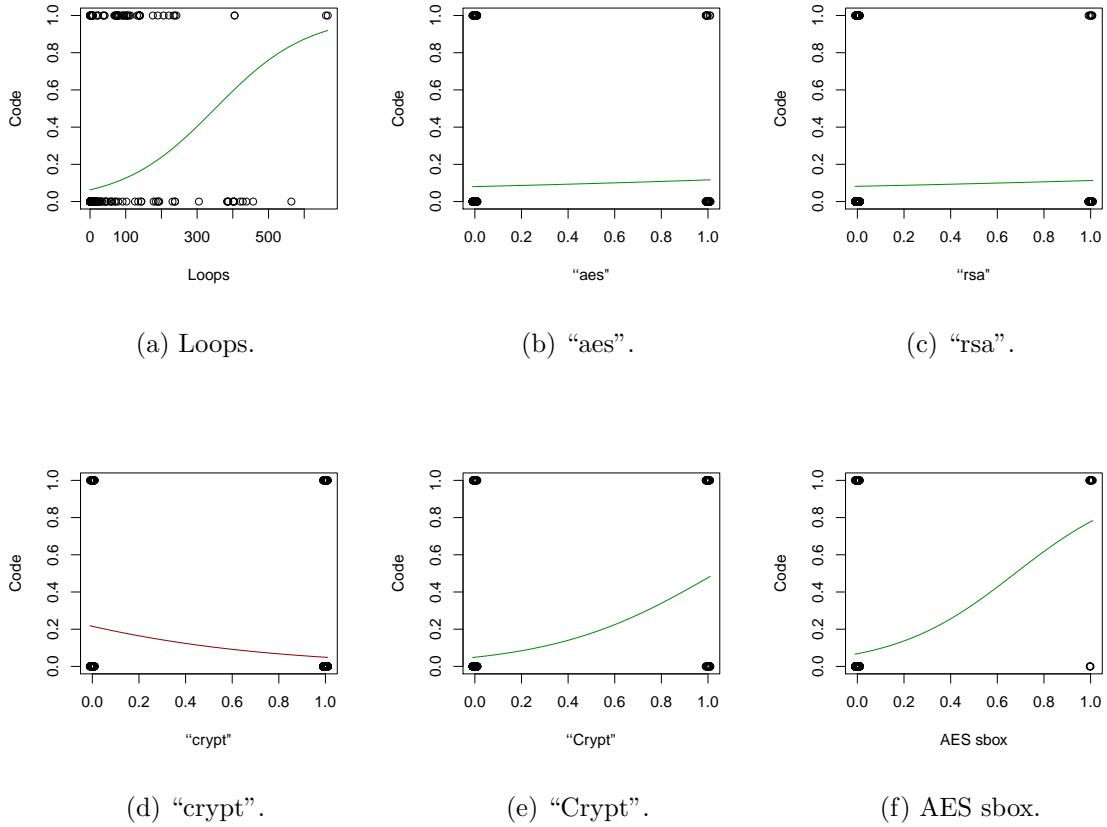 Code
0.0 0.2 0.4 0.6 0.8 1.0
0 100 300 500
Loops
(a) Loops.
Code
0.0 0.2 0.4 0.6 0.8 1.0
0.0 0.2 0.4 0.6 0.8 1.0
“aes”
(b) “aes”.
Code
0.0 0.2 0.4 0.6 0.8 1.0
0.0 0.2 0.4 0.6 0.8 1.0
“rsa”
(c) “rsa”.
Code
0.0 0.2 0.4 0.6 0.8 1.0
0.0 0.2 0.4 0.6 0.8 1.0
“crypt”
(d) “crypt”.
Code
0.0 0.2 0.4 0.6 0.8 1.0
0.0 0.2 0.4 0.6 0.8 1.0
“Crypt”
(e) “Crypt”.
Code
0.0 0.2 0.4 0.6 0.8 1.0
0.0 0.2 0.4 0.6 0.8 1.0
AES sbox
(f) AES sbox.